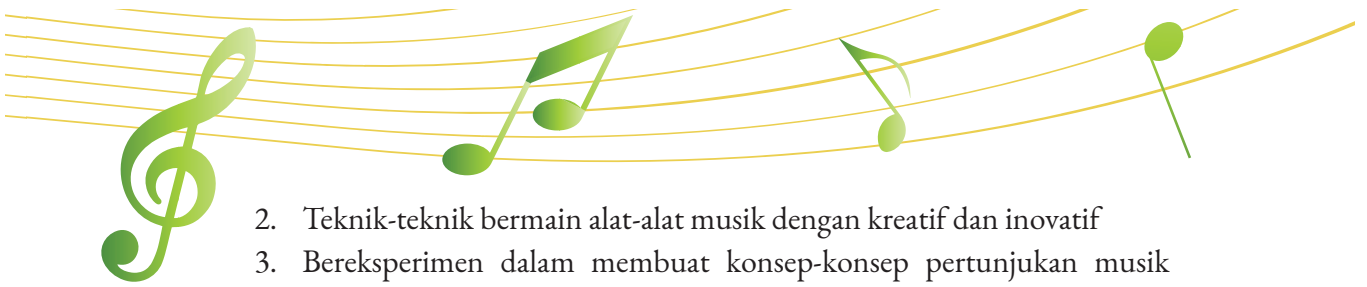 2. Teknik-teknik bermain alat-alat musik dengan kreatif dan inovatif
3. Bereksperimen dalam membuat konsep-konsep pertunjukan musik